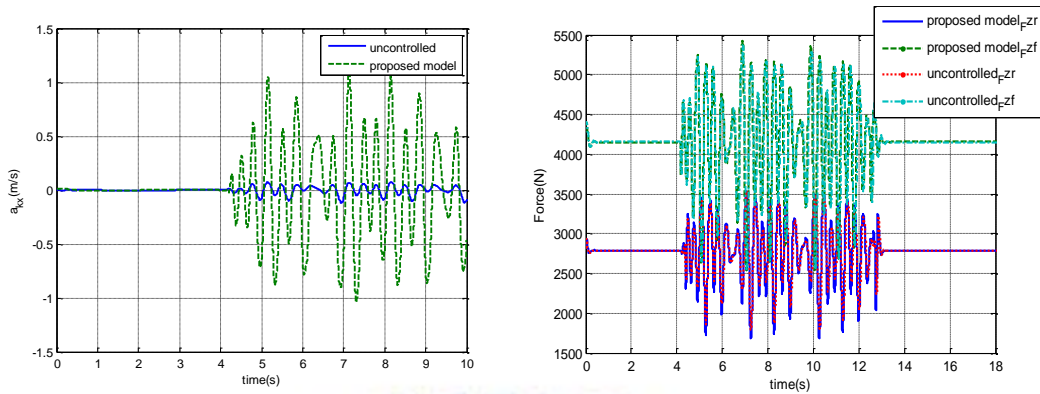 1.5
1
0.5
0
-0.5
-1
-1.5
a_kx(m/s)
uncontrolled
proposed model
0 1 2 3 4 5 6 7 8 9 10
time(s)
proposed model_Fzr
proposed model_Fzf
uncontrolled_Fzr
uncontrolled_Fzf
5500
5000
4500
4000
3500
3000
2500
2000
1500
Force(N)
0 2 4 6 8 10 12 14 16 18
time(s)